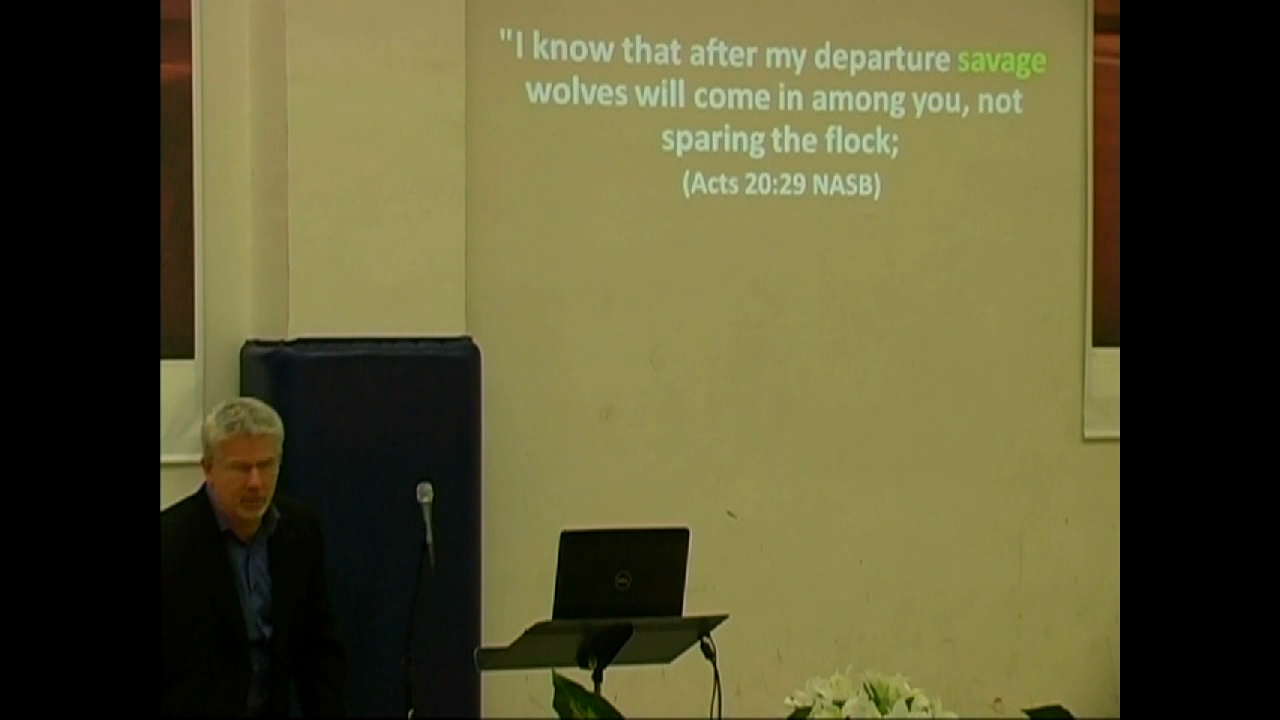 "I know that after my departure savage
wolves will come in among you, not
sparing the flock;
(Acts 20:29 NASB)